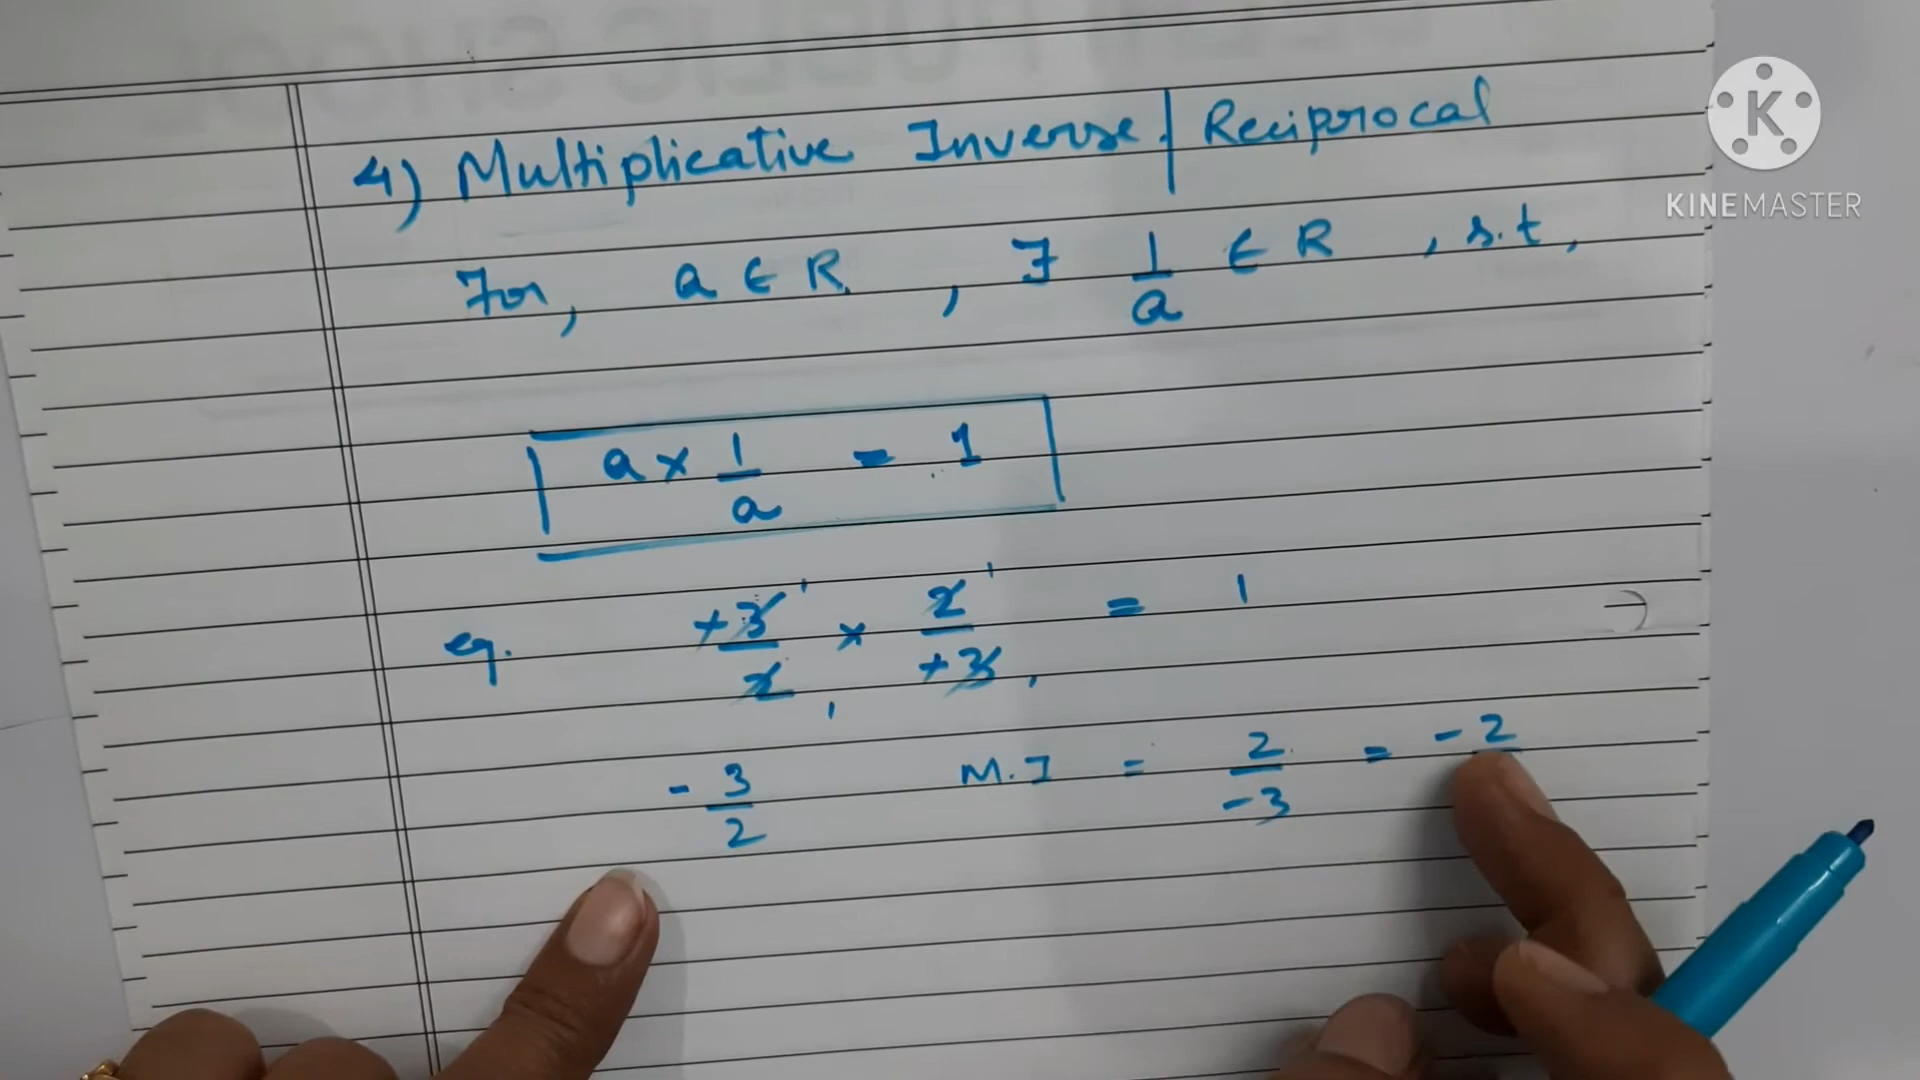 4) Multiplicative Inverse | Reciprocal
For, a ∈ R, ∃ 1/a ∈ R, s.t,
a × 1/a = 1
eg. +3/2 × 2/+3 = 1
-3/2 M.I = 2/-3 = -2
K
KINEMASTER